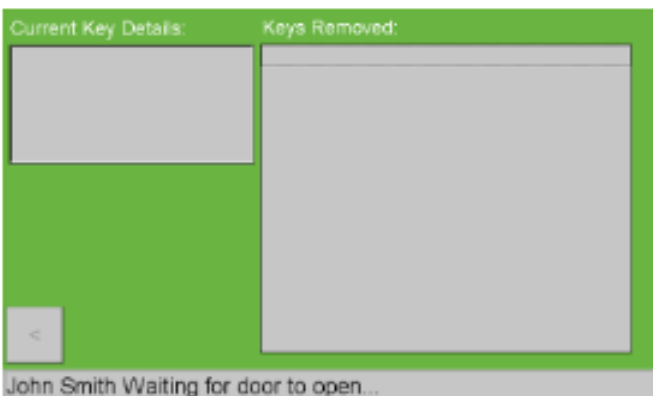 Current Key Details: Keys Removed:
<
John Smith Waiting for door to open...